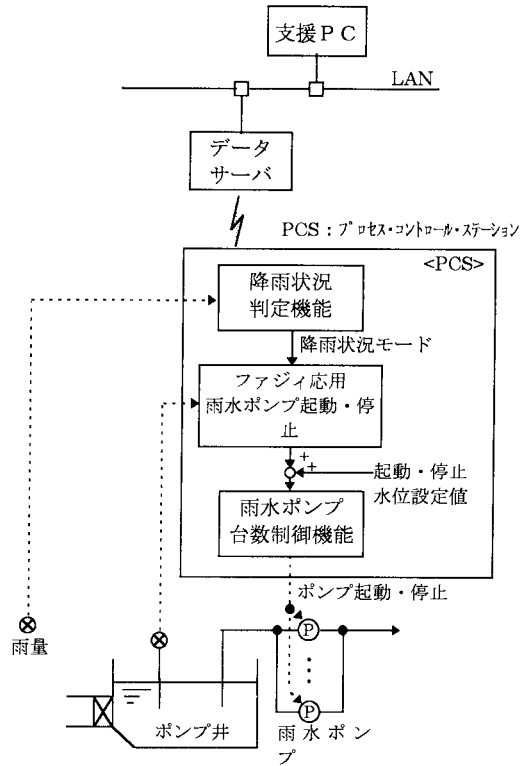 支援ＰＣ
LAN
データ
サーバ
PCS：ﾌﾟﾛｾｽ・ｺﾝﾄﾛｰﾙ・ｽﾃｰｼｮﾝ
<PCS>
降雨状況
判定機能
降雨状況モード
ファジィ応用
雨水ポンプ起動・停
止
+
+
起動・停止
水位設定値
雨水ポンプ
台数制御機能
ポンプ起動・停止
雨量
P
P
ポンプ井
雨水ポン
プ